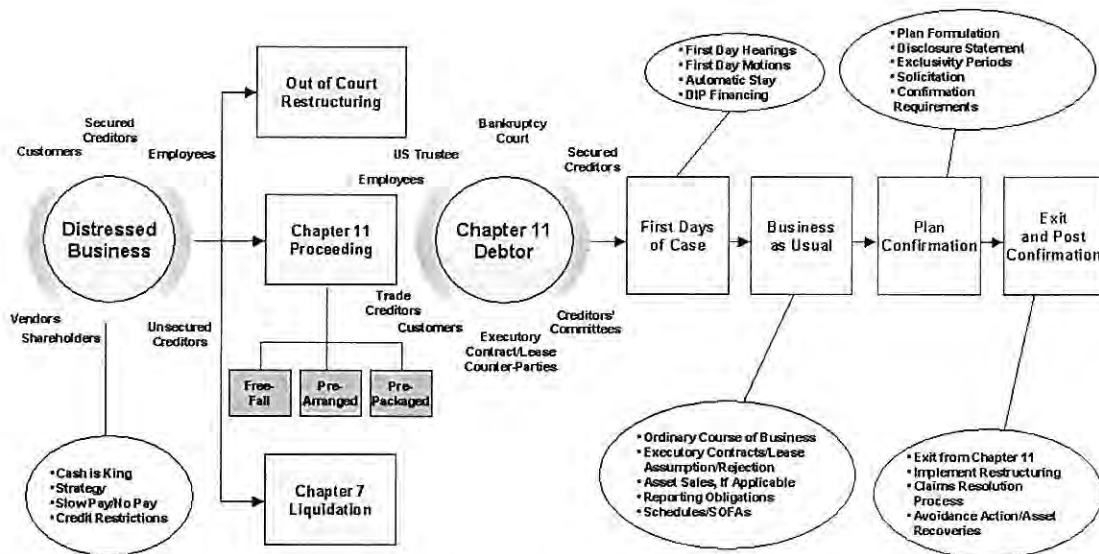 Secured
Creditors
Customers
Employees
Distressed
Business
Vendors
Shareholders
Unsecured
Creditors
• Cash is King
• Strategy
• Slow Pay/No Pay
• Credit Restrictions
Out of Court
Restructuring
Chapter 11
Proceeding
Free-
Fall
Pre-
Arranged
Pre-
Packaged
Chapter 7
Liquidation
Bankruptcy
Court
US Trustee
Employees
Secured
Creditors
Chapter 11
Debtor
Trade
Creditors
Customers
Executory
Contract/Lease
Counter-Parties
Creditors'
Committees
• First Day Hearings
• First Day Motions
• Automatic Stay
• DIP Financing
First Days
of Case
Business
as Usual
• Ordinary Course of Business
• Executory Contracts/Lease
Assumption/Rejection
• Asset Sales, If Applicable
• Reporting Obligations
• Schedules/SOFAs
• Plan Formulation
• Disclosure Statement
• Exclusivity Periods
• Solicitation
• Confirmation
Requirements
Plan
Confirmation
Exit
and Post
Confirmation
• Exit from Chapter 11
• Implement Restructuring
• Claims Resolution
Process
• Avoidance Action/Asset
Recoveries